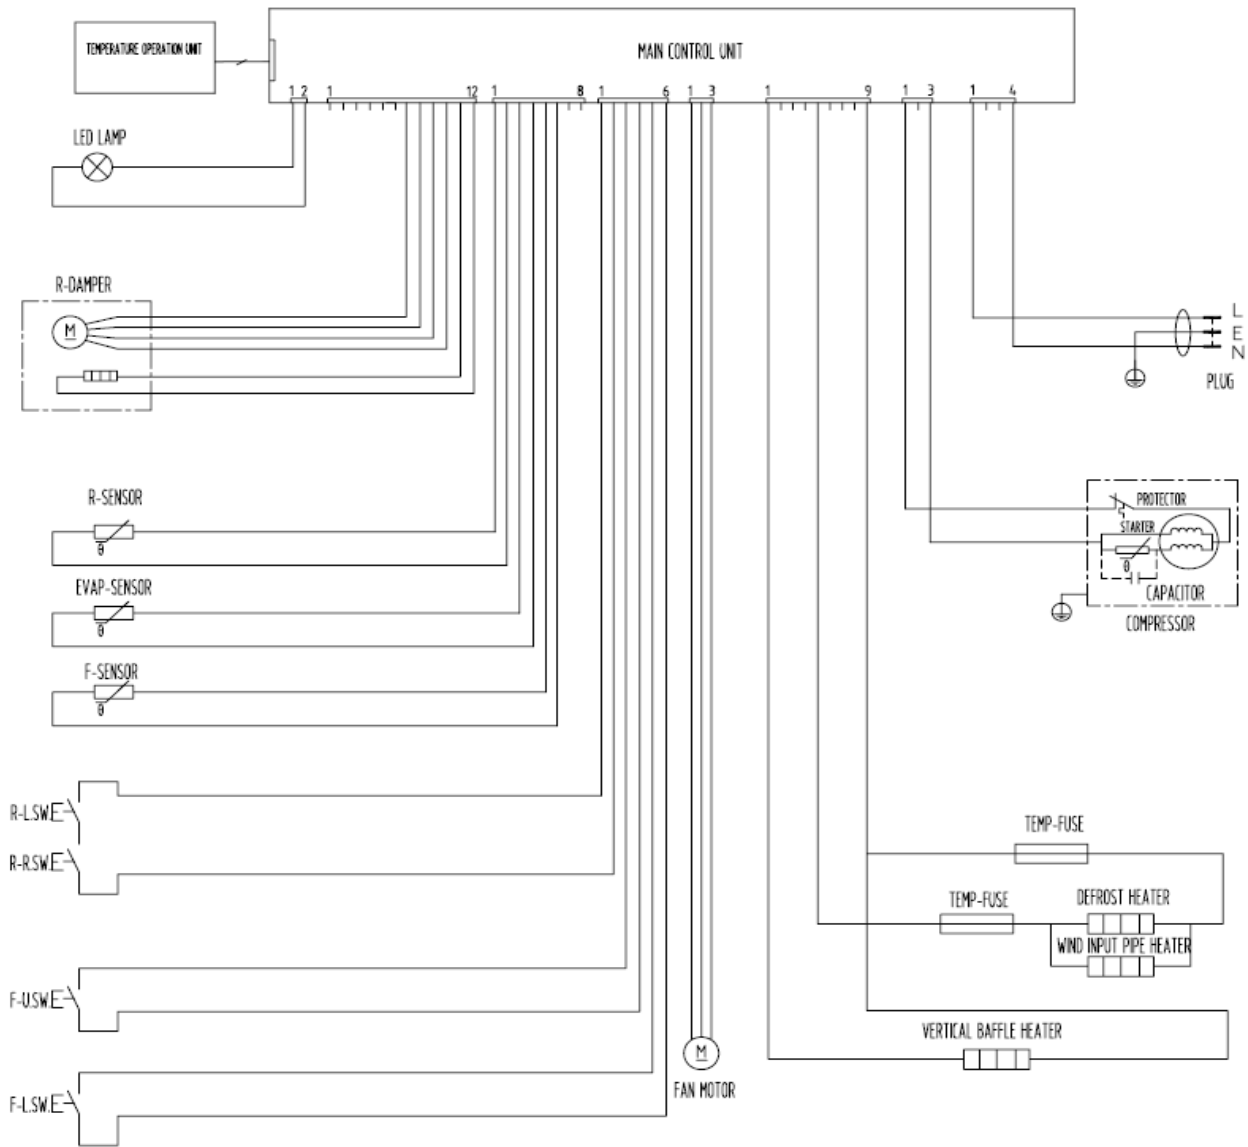 TEMPERATURE OPERATION UNIT
MAIN CONTROL UNIT
1 2 1 12 1 8 1 6 1 3 1 9 1 3 1 4
LED LAMP
R-DAMPER
M
L
E
N
PLUG
R-SENSOR
θ
PROTECTOR
STARTER
θ
CAPACITOR
COMPRESSOR
EVAP-SENSOR
θ
F-SENSOR
θ
R-L.SW.
R-R.SW.
TEMP-FUSE
TEMP-FUSE
DEFROST HEATER
WIND INPUT PIPE HEATER
F-U.SW.
VERTICAL BAFFLE HEATER
M
FAN MOTOR
F-L.SW.